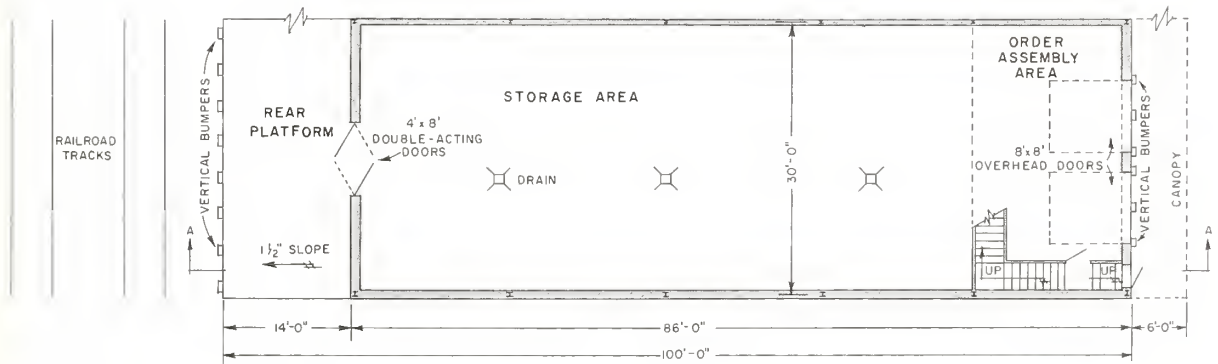 RAILROAD
TRACKS
VERTICAL BUMPERS
REAR
PLATFORM
1½" SLOPE
A
4'x 8'
DOUBLE-ACTING
DOORS
STORAGE AREA
DRAIN
30'-0"
ORDER
ASSEMBLY
AREA
8'x8'
OVERHEAD DOORS
VERTICAL BUMPERS
CANOPY
UP
UP
A
14'-0"
86'-0"
6'-0"
100'-0"